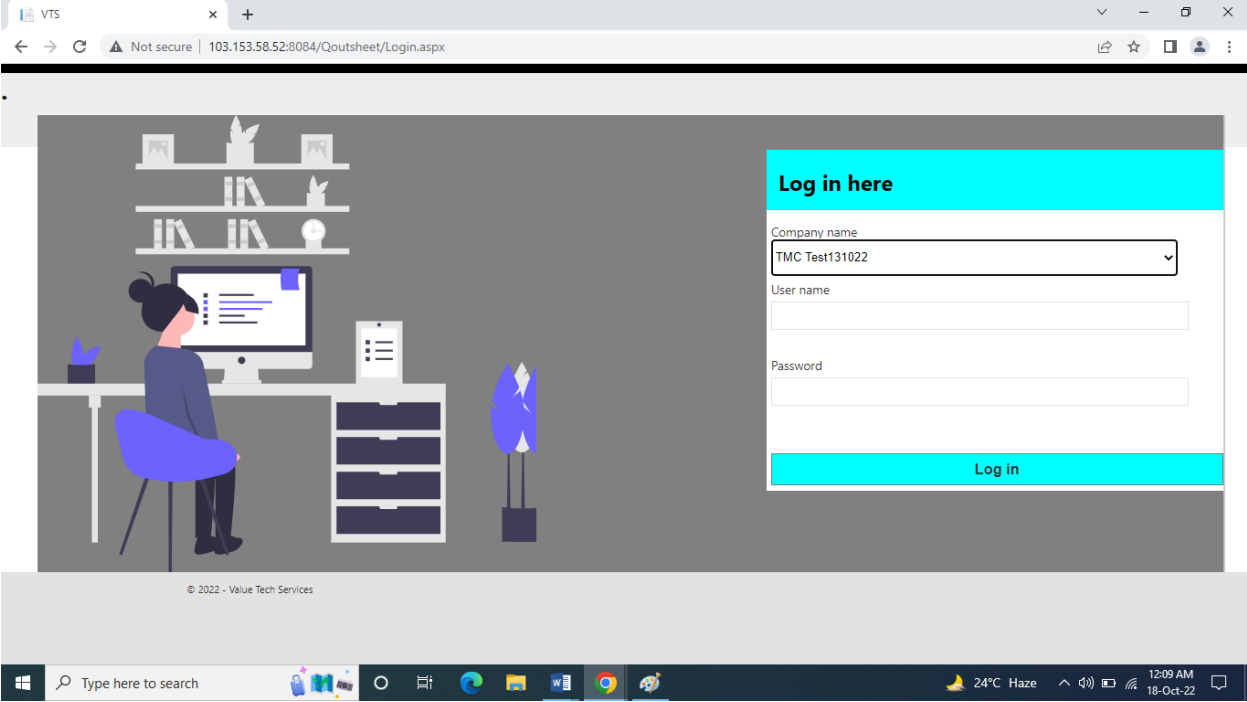 VTS
Not secure 103.153.58.52:8084/Qoutsheet/Login.aspx
Log in here
Company name
TMC Test131022
User name
Password
Log in
© 2022 - Value Tech Services
Type here to search
24°C Haze
12:09 AM
18-Oct-22